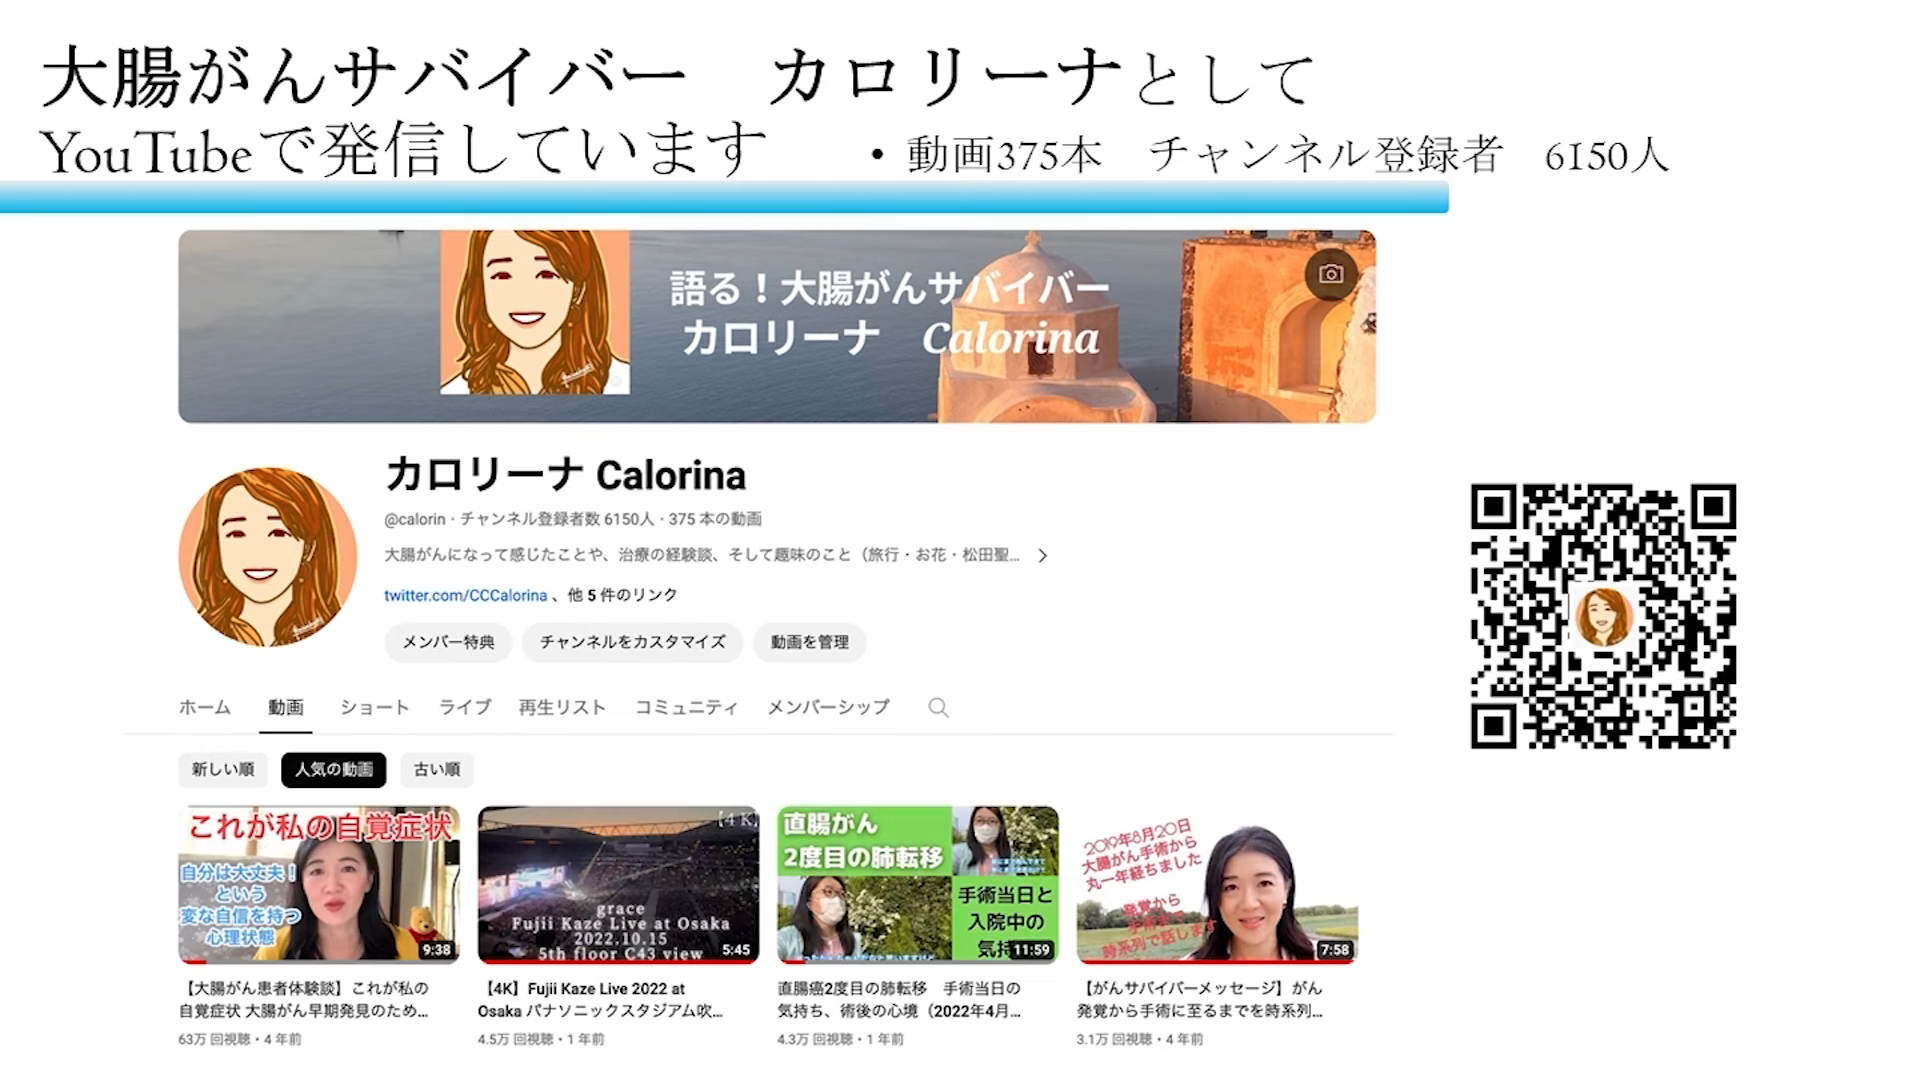 大腸がんサバイバー　カロリーナとして
YouTubeで発信しています
• 動画375本　チャンネル登録者　6150人
語る！大腸がんサバイバー
カロリーナ　Calorina
カロリーナ Calorina
@calorin · チャンネル登録者数 6150人 · 375 本の動画
大腸がんになって感じたことや、治療の経験談、そして趣味のこと（旅行・お花・松田聖...
twitter.com/CCCalorina 、他 5 件のリンク
メンバー特典 チャンネルをカスタマイズ 動画を管理
ホーム 動画 ショート ライブ 再生リスト コミュニティ メンバーシップ
新しい順 人気の動画 古い順
これが私の自覚症状
自分は大丈夫！
という
変な自信を持つ
心理状態
9:38
【4K】
grace
Fujii Kaze Live at Osaka
2022.10.15
5th floor C43 view
5:45
直腸がん
2度目の肺転移
手術当日と
入院中の
気持
11:59
2019年8月20日
大腸がん手術から
丸一年経ちました
発覚から
手術まで
時系列で話します
7:58
【大腸がん患者体験談】これが私の
自覚症状 大腸がん早期発見のため...
63万 回視聴・4 年前
【4K】Fujii Kaze Live 2022 at
Osaka パナソニックスタジアム吹...
4.5万 回視聴・1 年前
直腸癌2度目の肺転移　手術当日の
気持ち、術後の心境（2022年4月...
4.3万 回視聴・1 年前
【がんサバイバーメッセージ】がん
発覚から手術に至るまでを時系列...
3.1万 回視聴・4 年前